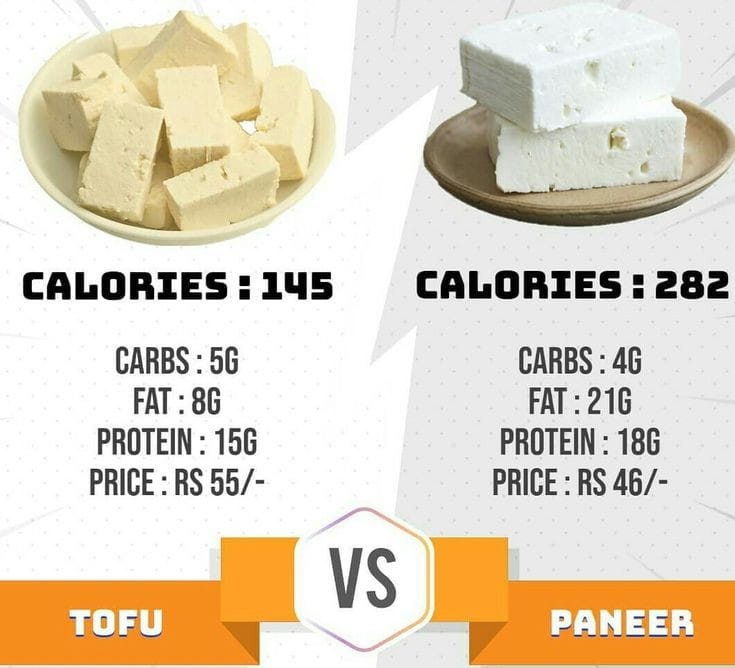 CALORIES : 145
CARBS : 5G
FAT : 8G
PROTEIN : 15G
PRICE : RS 55/-
CALORIES : 282
CARBS : 4G
FAT : 21G
PROTEIN : 18G
PRICE : RS 46/-
TOFU
VS
PANEER